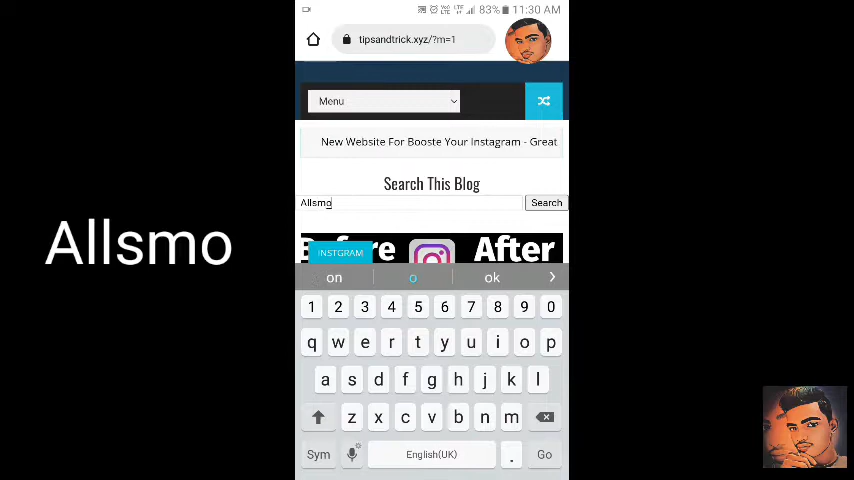 83% 11:30 AM
tipsandtrick.xyz/?m=1
Menu
New Website For Booste Your Instagram - Great
Search This Blog
Allsmo
Search
Allsmo
Before After
INSTGRAM
on o ok
1 2 3 4 5 6 7 8 9 0
q w e r t y u i o p
a s d f g h j k l
z x c v b n m
Sym English(UK) . Go